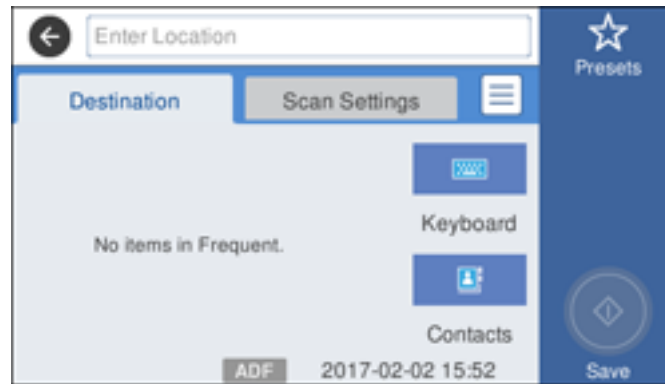 Enter Location
Presets
Destination
Scan Settings
Keyboard
No items in Frequent.
Contacts
ADF
2017-02-02 15:52
Save